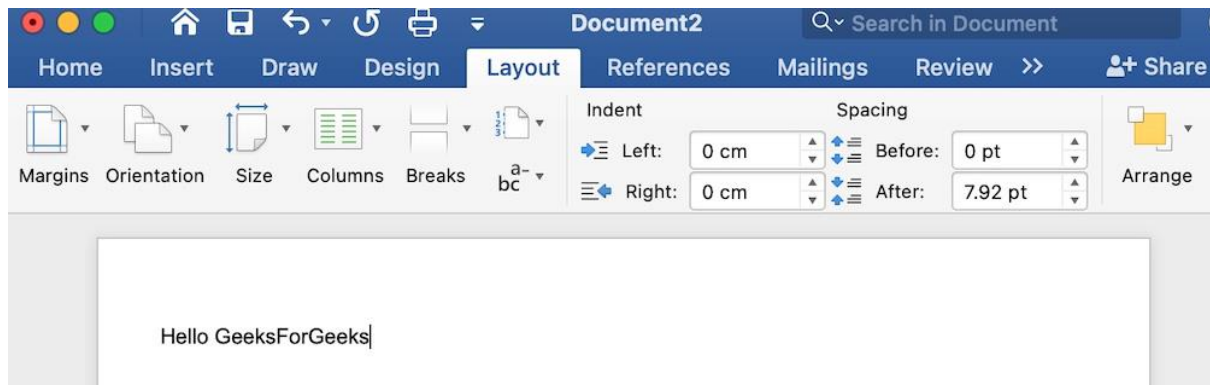 Document2
Search in Document
Home Insert Draw Design Layout References Mailings Review >> Share
Indent Spacing
Left: 0 cm Before: 0 pt
Margins Orientation Size Columns Breaks Arrange
a-
bc
Right: 0 cm After: 7.92 pt
Hello GeeksForGeeks